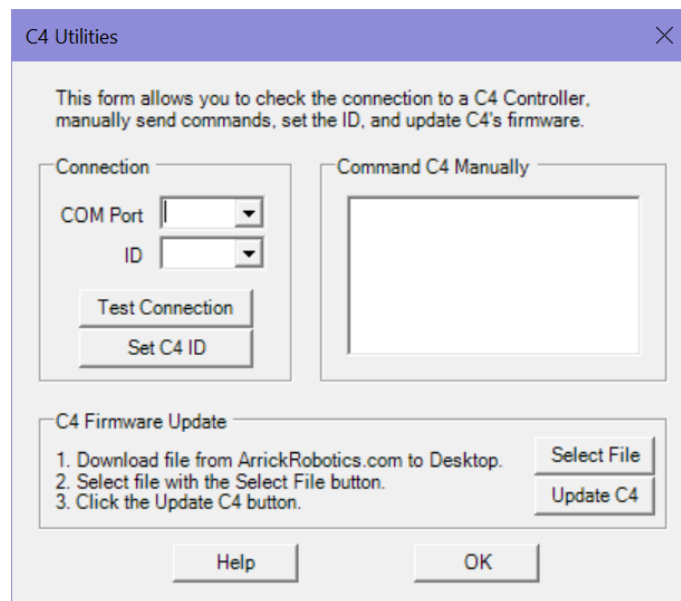 C4 Utilities
This form allows you to check the connection to a C4 Controller,
manually send commands, set the ID, and update C4's firmware.
Connection
COM Port
ID
Test Connection
Set C4 ID
Command C4 Manually
C4 Firmware Update
1. Download file from ArrickRobotics.com to Desktop.
2. Select file with the Select File button.
3. Click the Update C4 button.
Select File
Update C4
Help
OK